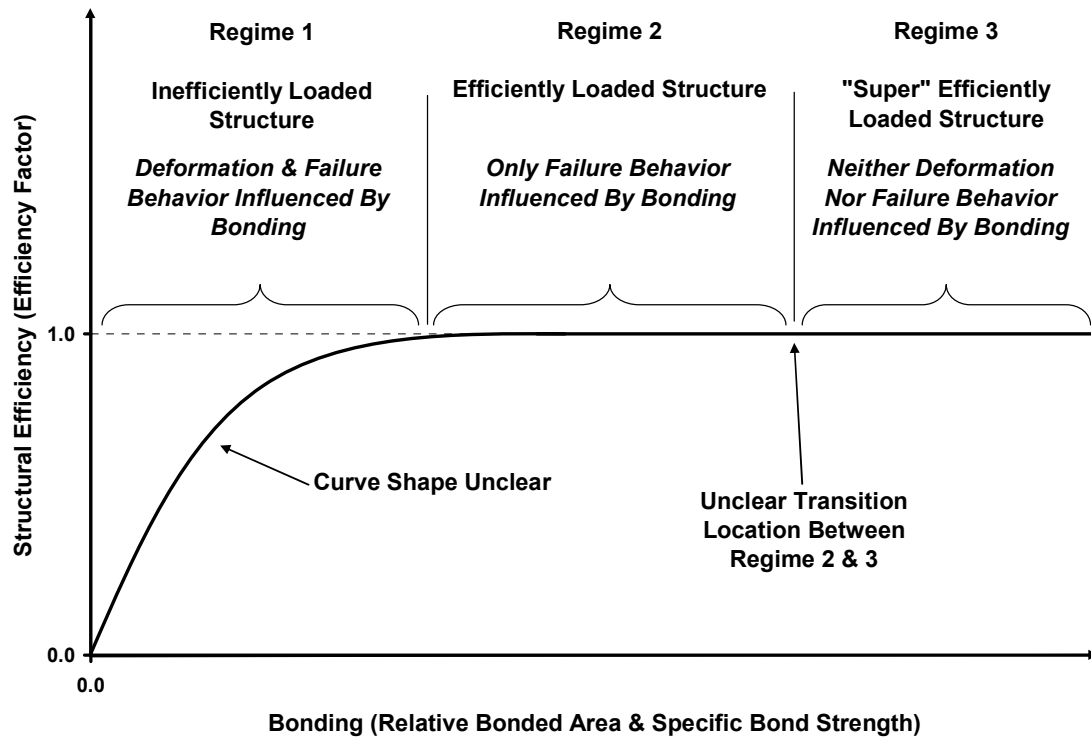 Regime 1
Regime 2
Regime 3
Inefficiently Loaded
Structure
Efficiently Loaded Structure
"Super" Efficiently
Loaded Structure
Deformation & Failure
Behavior Influenced By
Bonding
Only Failure Behavior
Influenced By Bonding
Neither Deformation
Nor Failure Behavior
Influenced By Bonding
Structural Efficiency (Efficiency Factor)
1.0
Curve Shape Unclear
Unclear Transition
Location Between
Regime 2 & 3
0.0
0.0
Bonding (Relative Bonded Area & Specific Bond Strength)